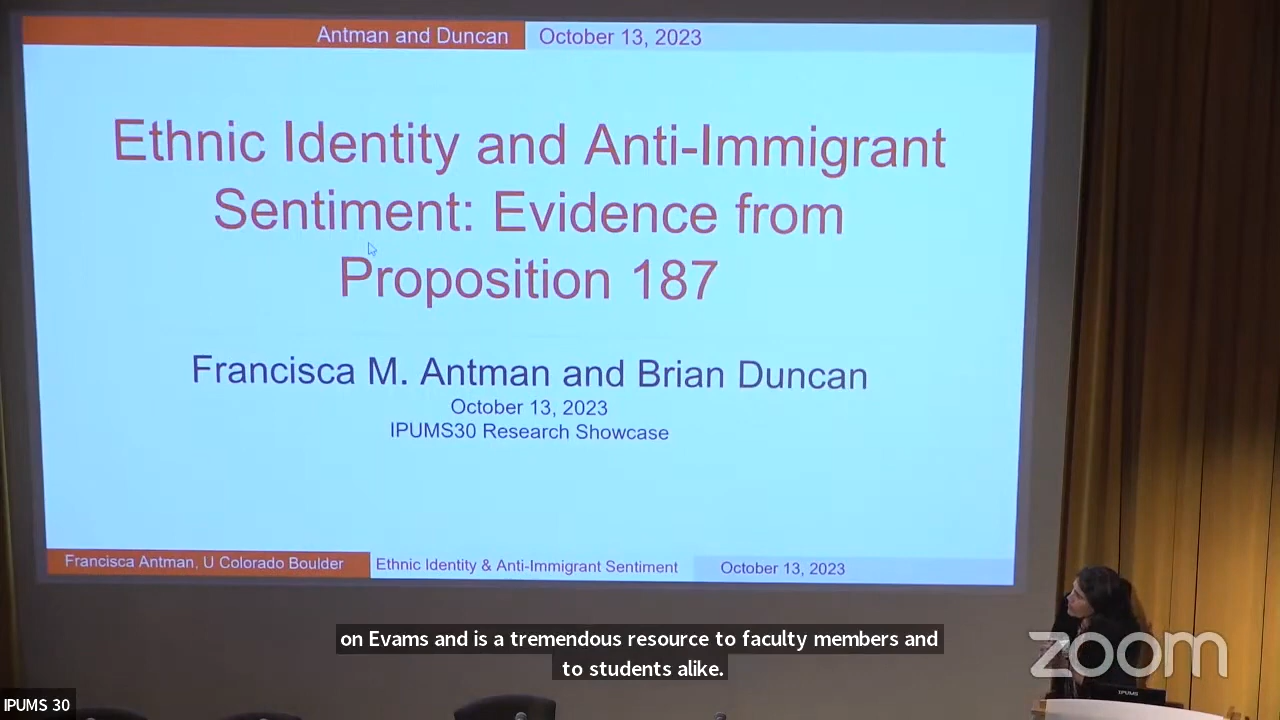 Antman and Duncan
October 13, 2023
Ethnic Identity and Anti-Immigrant
Sentiment: Evidence from
Proposition 187
Francisca M. Antman and Brian Duncan
October 13, 2023
IPUMS30 Research Showcase
Francisca Antman, U Colorado Boulder
Ethnic Identity & Anti-Immigrant Sentiment
October 13, 2023
on Evams and is a tremendous resource to faculty members and
to students alike.
zoom
IPUMS
IPUMS 30